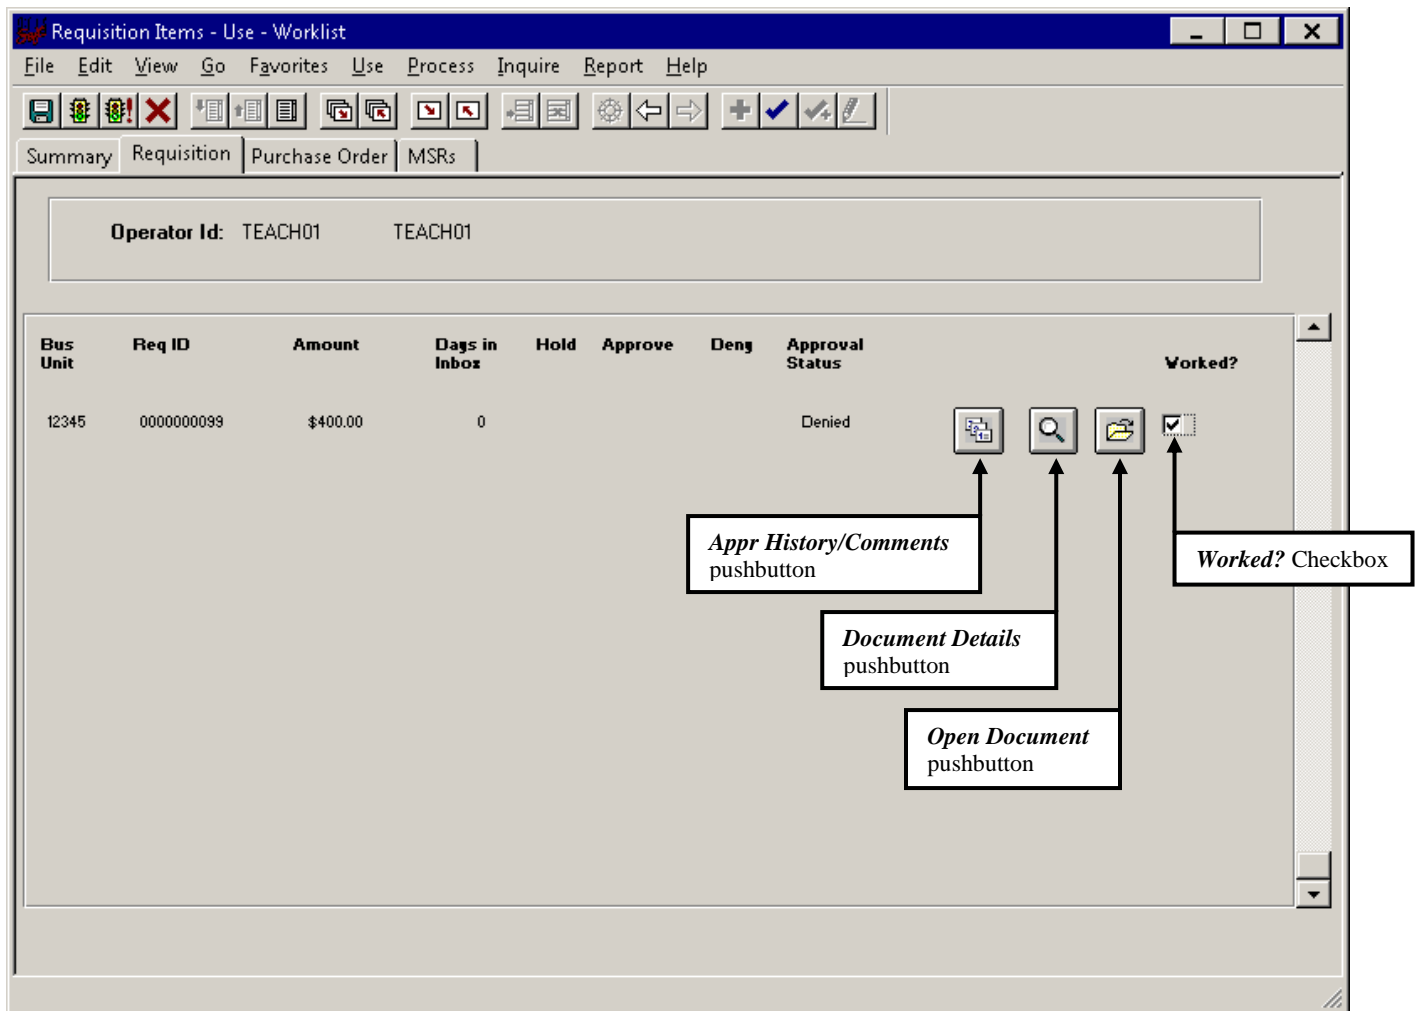 Requisition Items - Use - Worklist
File Edit View Go Favorites Use Process Inquire Report Help
Summary Requisition Purchase Order MSRs
Operator Id: TEACH01 TEACH01
Bus Unit Req ID Amount Days in Inbox Hold Approve Deny Approval Status Worked?
12345 0000000099 $400.00 0 Denied
Appr History/Comments
pushbutton
Worked? Checkbox
Document Details
pushbutton
Open Document
pushbutton